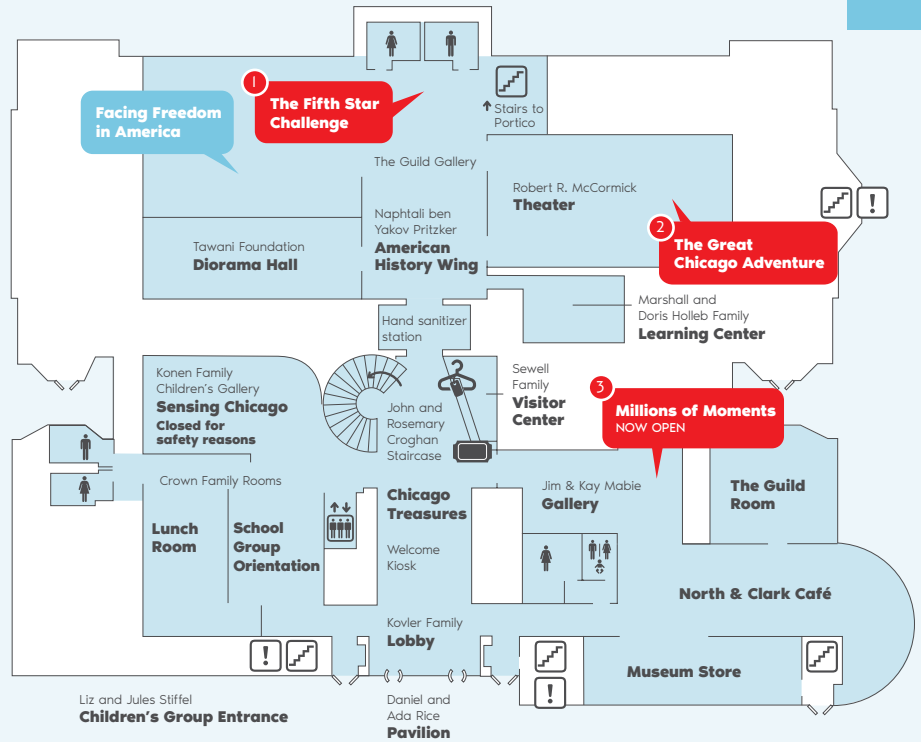 1
The Fifth Star
Challenge
Facing Freedom
in America
Stairs to
Portico
The Guild Gallery
Robert R. McCormick
Theater
Naphtali ben
Yakov Pritzker
American
History Wing
Tawani Foundation
Diorama Hall
!
2
The Great
Chicago Adventure
Marshall and
Doris Holleb Family
Learning Center
Hand sanitizer
station
Konen Family
Children's Gallery
Sensing Chicago
Closed for
safety reasons
John and
Rosemary
Croghan
Staircase
Sewell
Family
Visitor
Center
3
Millions of Moments
NOW OPEN
Crown Family Rooms
Lunch
Room
School
Group
Orientation
Chicago
Treasures
Welcome
Kiosk
Jim & Kay Mabie
Gallery
The Guild
Room
North & Clark Café
Kovler Family
Lobby
!
!
Museum Store
Liz and Jules Stiffel
Children's Group Entrance
Daniel and
Ada Rice
Pavilion